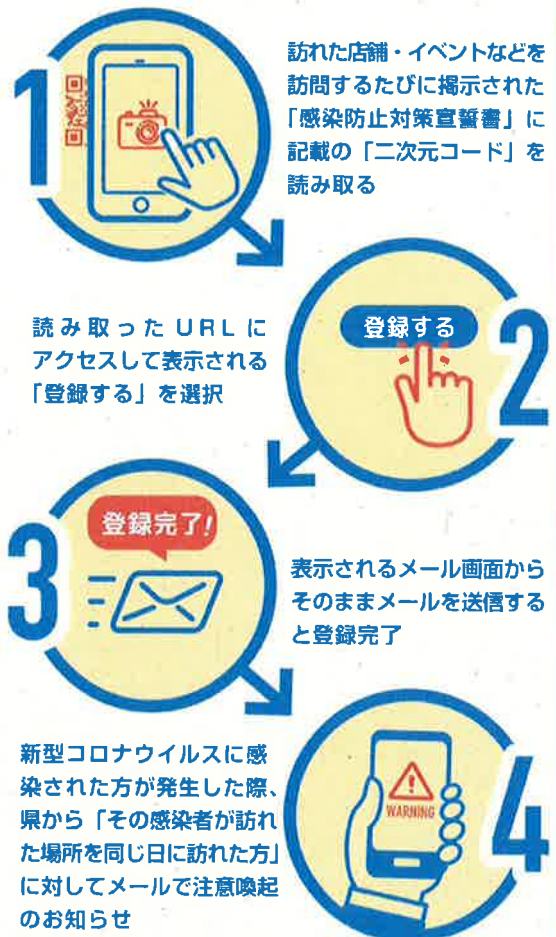 1
訪れた店舗・イベントなどを
訪問するたびに掲示された
「感染防止対策宣誓書」に
記載の「二次元コード」を
読み取る
読み取ったURLに
アクセスして表示される
「登録する」を選択
登録する
2
3
登録完了!
表示されるメール画面から
そのままメールを送信する
と登録完了
新型コロナウイルスに感
染された方が発生した際、
県から「その感染者が訪れ
た場所を同じ日に訪れた方」
に対してメールで注意喚起
のお知らせ
WARNING
4